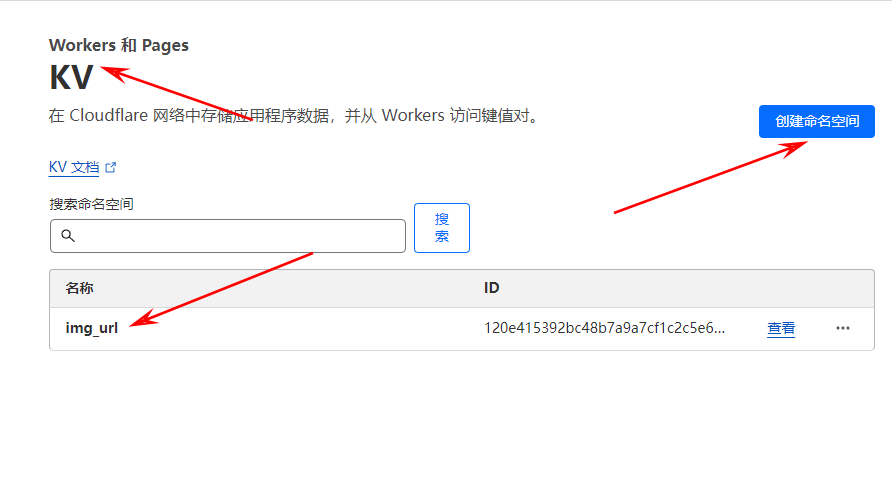 Workers 和 Pages
KV
在 Cloudflare 网络中存储应用程序数据，并从 Workers 访问键值对。
创建命名空间
KV 文档
搜索命名空间
搜
索
名称 ID
img_url 120e415392bc48b7a9a7cf1c2c5e6... 查看